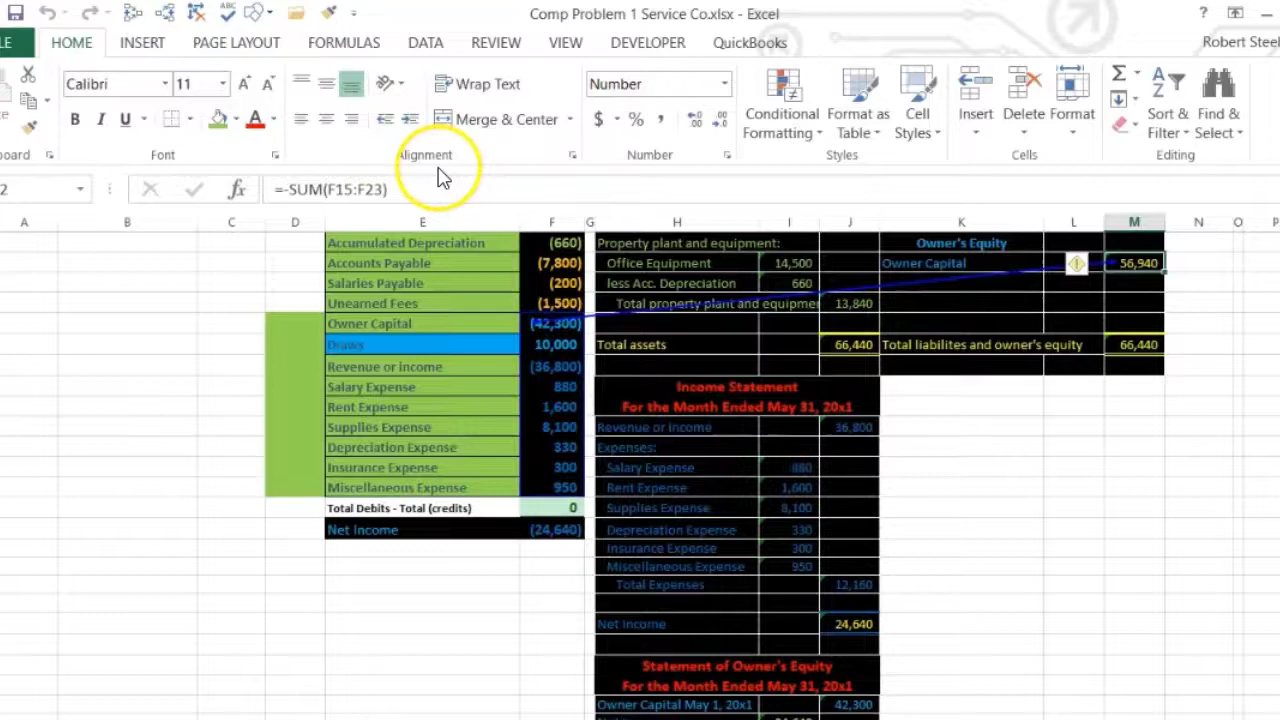 Comp Problem 1 Service Co.xlsx - Excel
?
HOME INSERT PAGE LAYOUT FORMULAS DATA REVIEW VIEW DEVELOPER QuickBooks Robert Steel
Calibri 11 Wrap Text Number
B I U Merge & Center $ % Conditional Formatting Format as Table Cell Styles Insert Delete Format Sort & Filter Find & Select
Font Alignment Number Styles Cells Editing
2 fx =-SUM(F15:F23)
A B C D E F G H I J K L M N O P
Accumulated Depreciation (660) Property plant and equipment: Owner's Equity
Accounts Payable (7,800) Office Equipment 14,500 Owner Capital 56,940
Salaries Payable (200) less Acc. Depreciation 660
Unearned Fees (1,500) Total property plant and equipmer 13,840
Owner Capital (42,300)
Draws 10,000 Total assets 66,440 Total liabilites and owner's equity 66,440
Revenue or income (36,800)
Salary Expense 880 Income Statement
Rent Expense 1,600 For the Month Ended May 31, 20x1
Supplies Expense 8,100 Revenue or income 36,800
Depreciation Expense 330 Expenses:
Insurance Expense 300 Salary Expense 880
Miscellaneous Expense 950 Rent Expense 1,600
Total Debits - Total (credits) 0 Supplies Expense 8,100
Net Income (24,640) Depreciation Expense 330
Insurance Expense 300
Miscellaneous Expense 950
Total Expenses 12,160
Net Income 24,640
Statement of Owner's Equity
For the Month Ended May 31, 20x1
Owner Capital May 1, 20x1 42,300